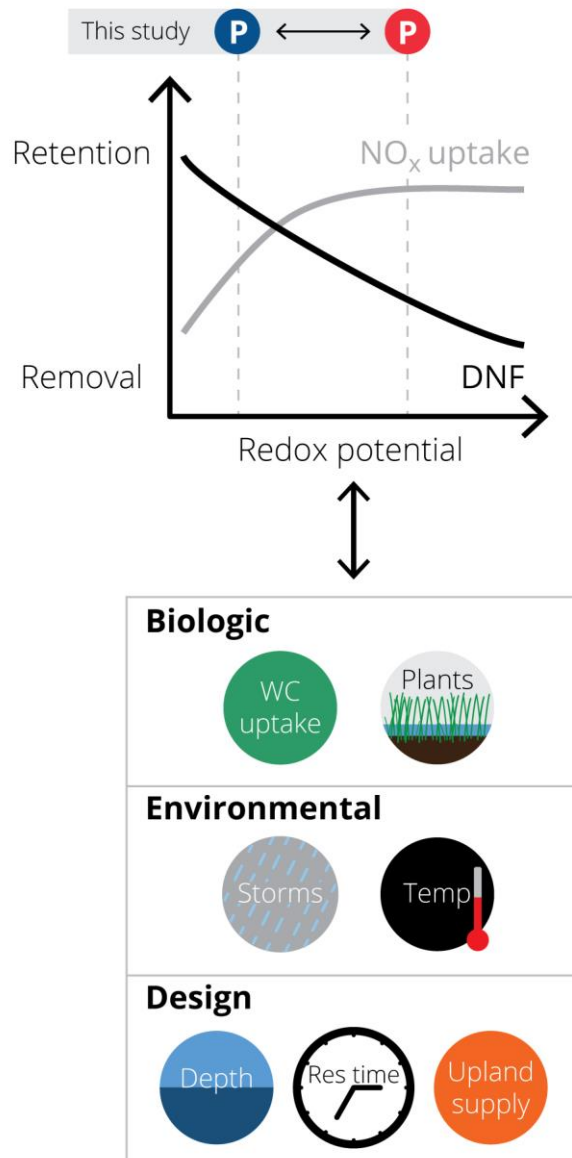 This study P P
Retention
NOx uptake
Removal
DNF
Redox potential
Biologic
WC
uptake
Plants
Environmental
Storms
Temp
Design
Depth
Res time
Upland
supply